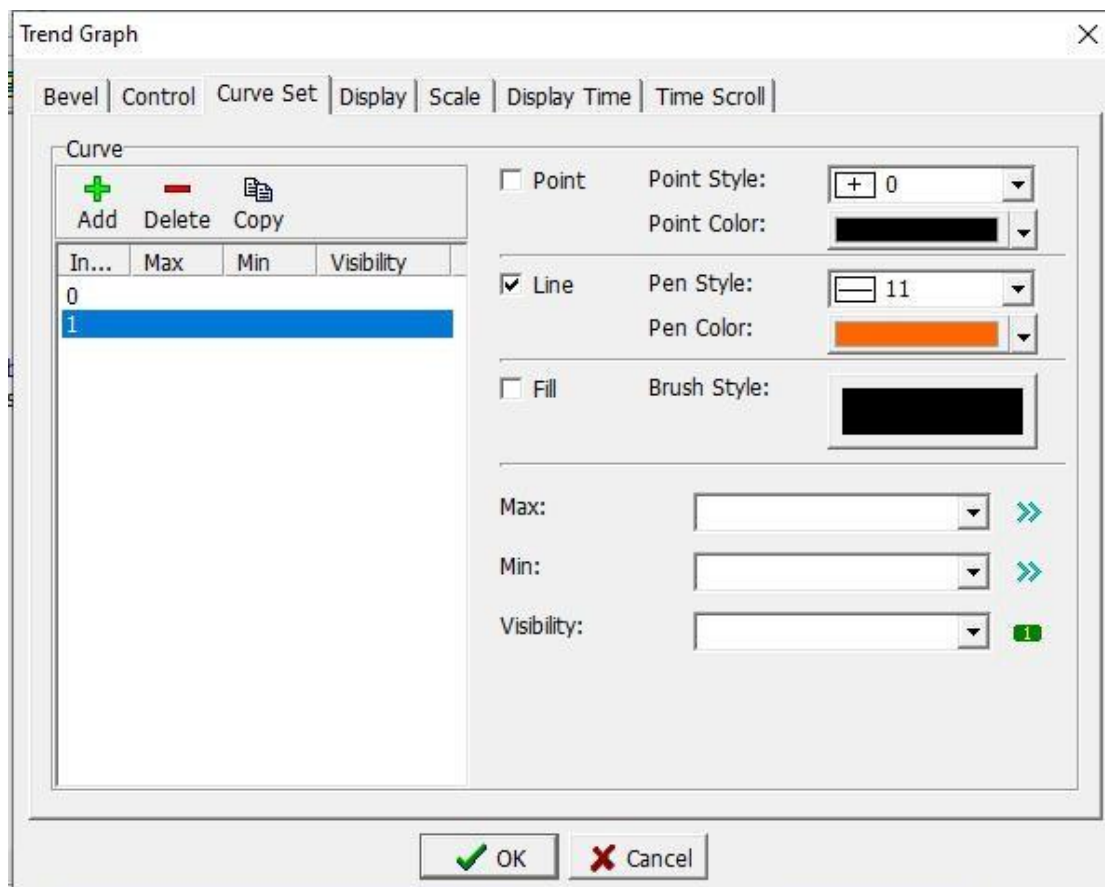 Trend Graph
Bevel Control Curve Set Display Scale Display Time Time Scroll
Curve
Add Delete Copy
In... Max Min Visibility
0
1
Point Point Style: 0
Point Color:
Line Pen Style: 11
Pen Color:
Fill Brush Style:
Max:
Min:
Visibility:
1
OK Cancel